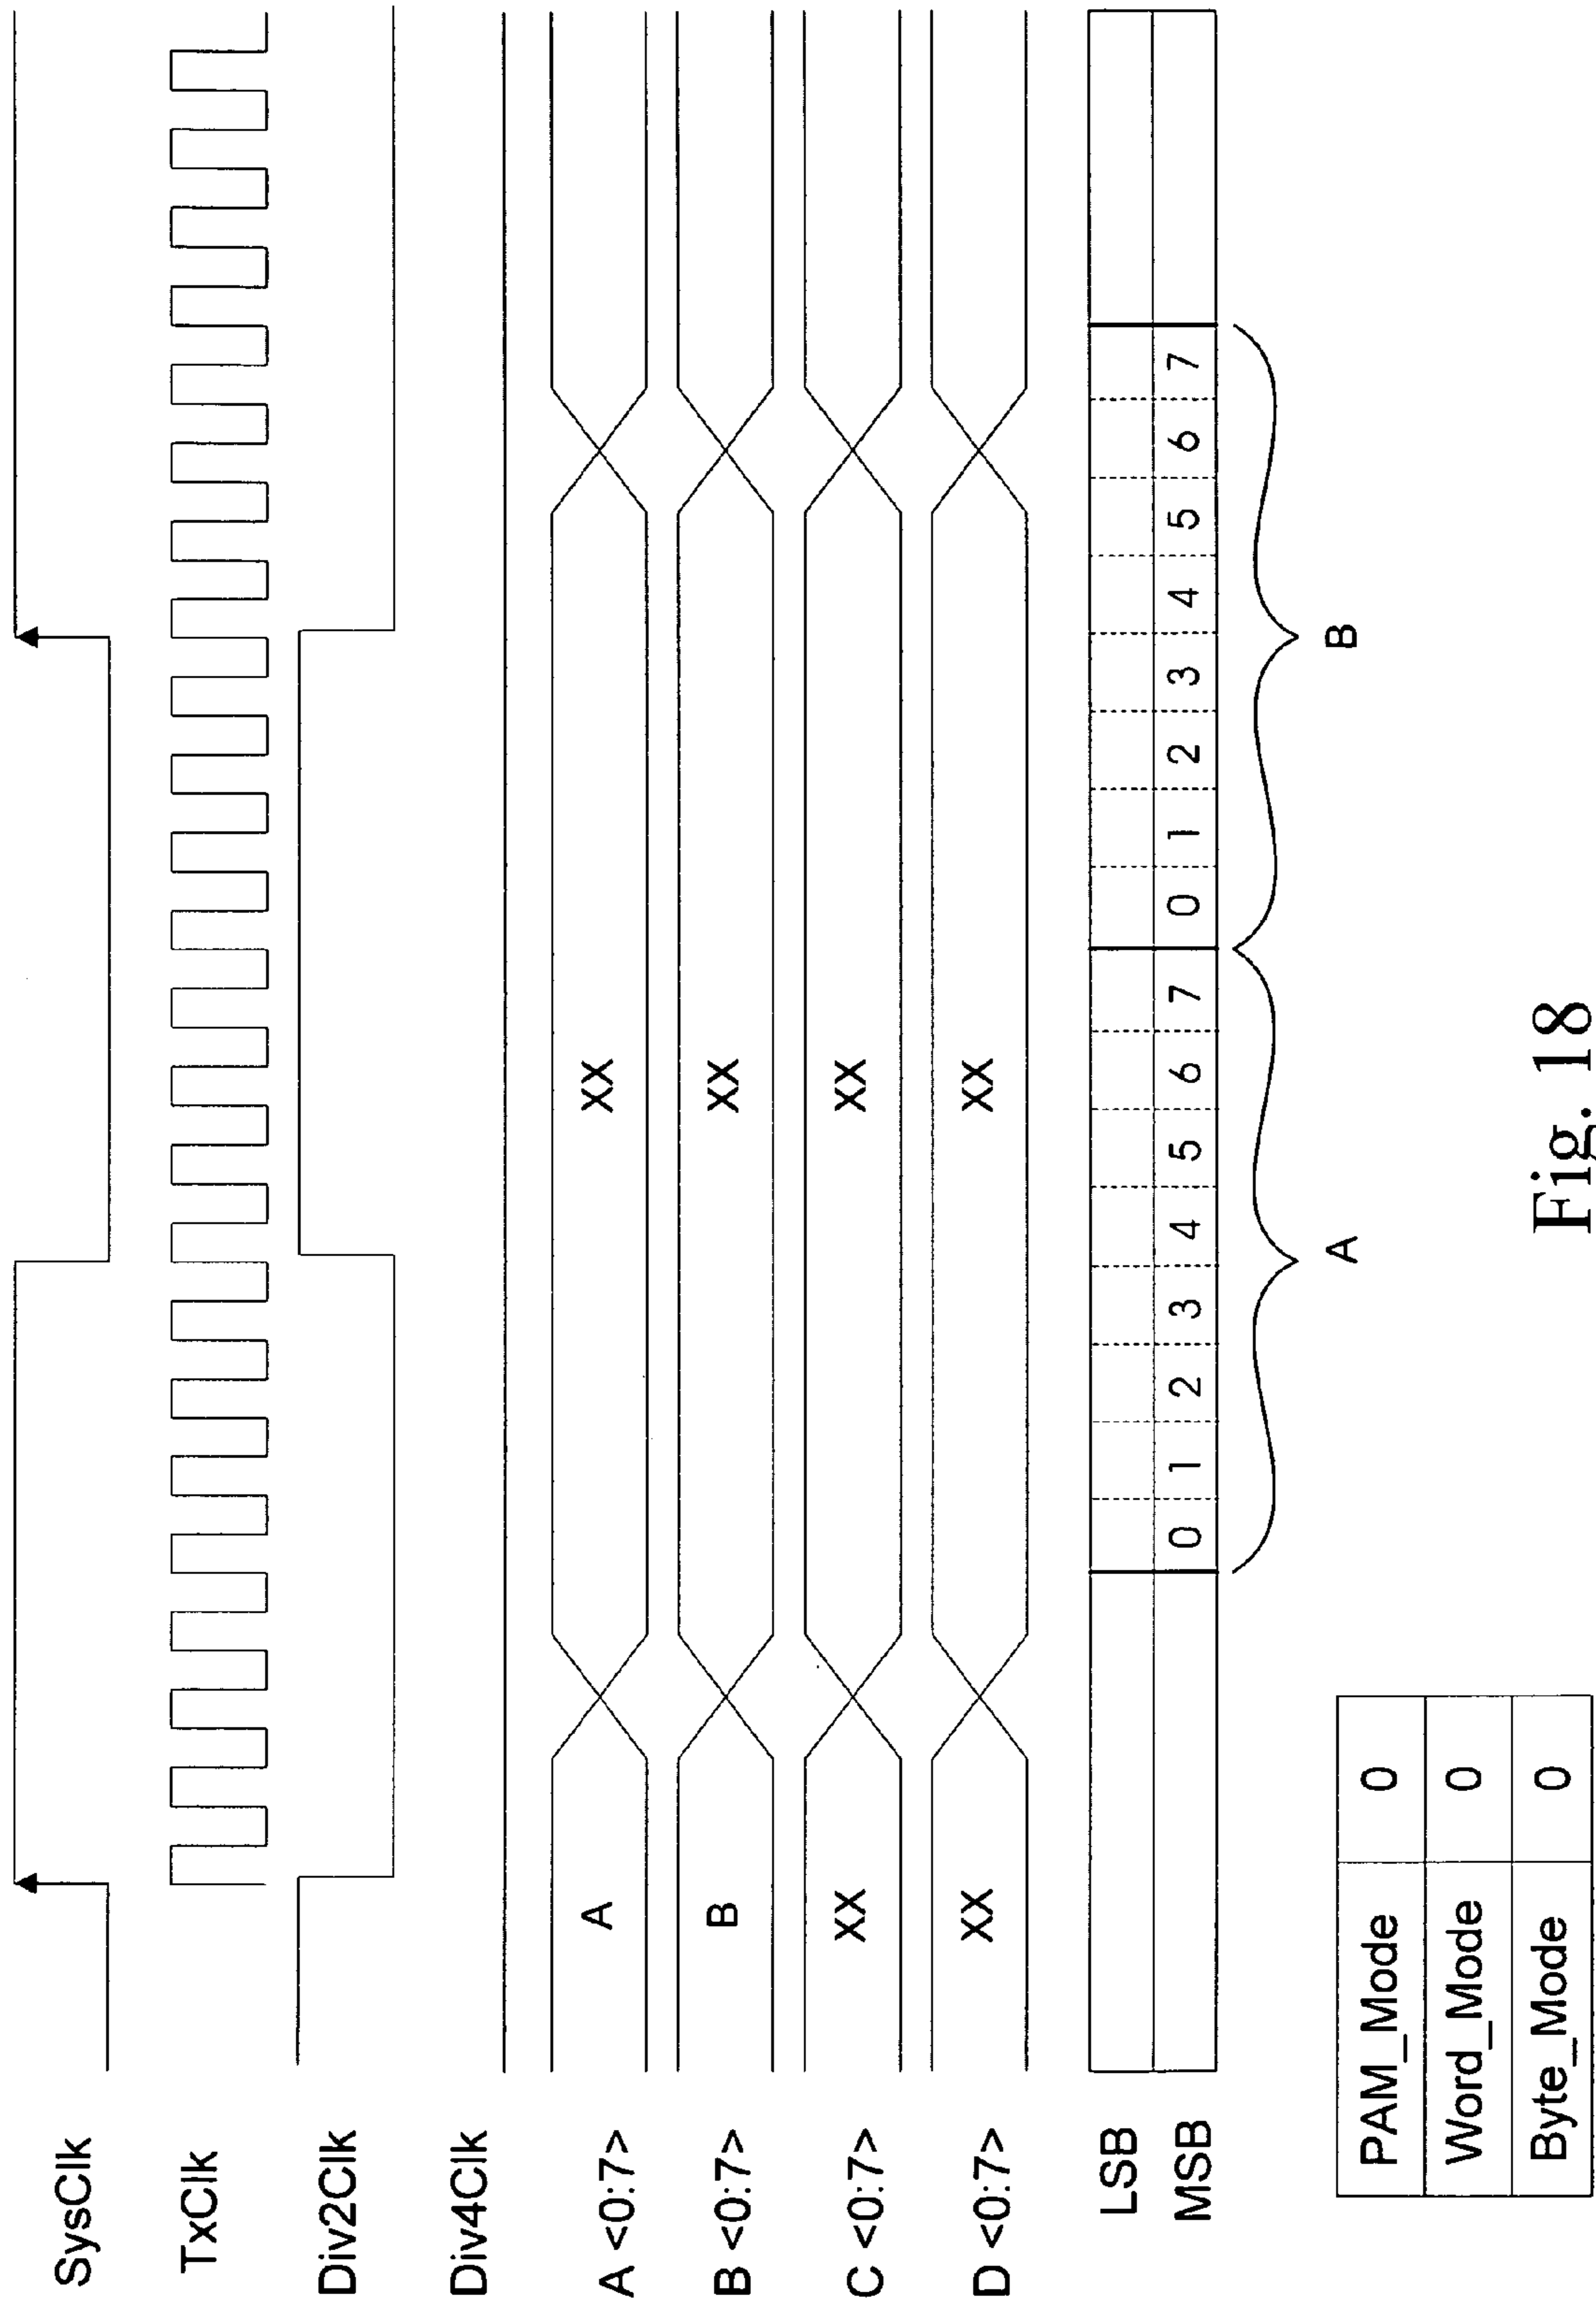 SysClk
TxClk
Div2Clk
Div4Clk
A <0:7> A XX
B <0:7> B XX
C <0:7> XX XX
D <0:7> XX XX
LSB
MSB 0 1 2 3 4 5 6 7 0 1 2 3 4 5 6 7
A B
PAM_Mode 0
Word_Mode 0
Byte_Mode 0
Fig. 18